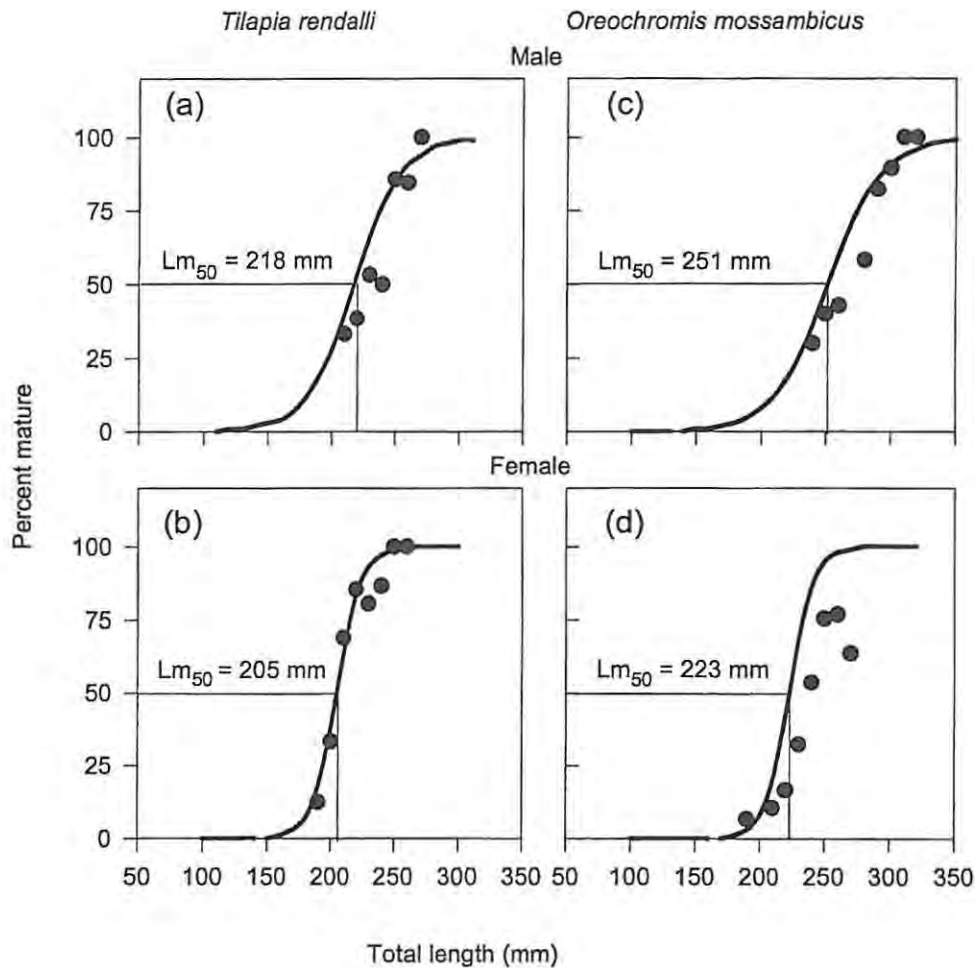 Tilapia rendalli Oreochromis mossambicus
Male
(a) (c)
100
75
50
25
0
Lm50 = 218 mm Lm50 = 251 mm
Percent mature
Female
(b) (d)
100
75
50
25
0
Lm50 = 205 mm Lm50 = 223 mm
50 100 150 200 250 300 350 50 100 150 200 250 300 350
Total length (mm)